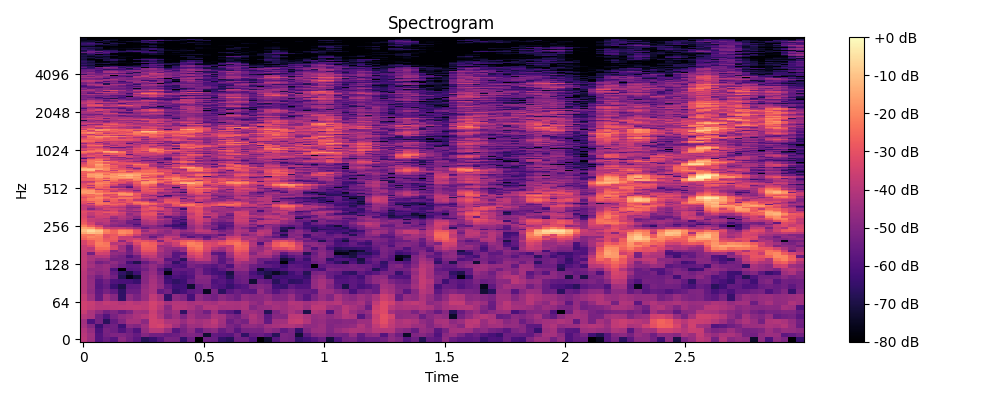 Spectrogram
+0 dB
4096
-10 dB
2048
-20 dB
1024
-30 dB
Hz
512
-40 dB
256
-50 dB
128
-60 dB
64
-70 dB
0
-80 dB
0 0.5 1 1.5 2 2.5
Time